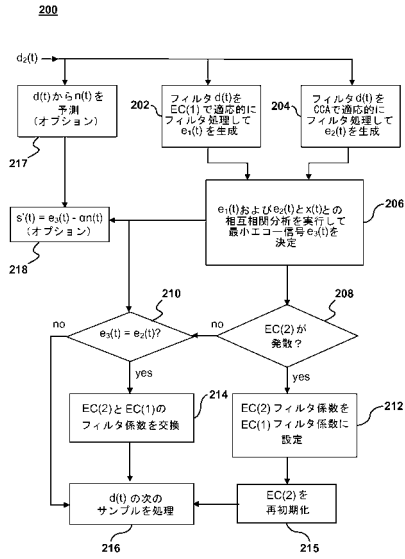 200
d2(t)
d(t)からn(t)を
予測
(オプション)
217
202
フィルタd(t)を
EC(1)で適応的に
フィルタ処理して
e1(t)を生成
204
フィルタd(t)を
CCAで適応的に
フィルタ処理して
e2(t)を生成
s'(t) = e3(t) - αn(t)
(オプション)
218
e1(t)およびe2(t)とx(t)との
相互相関分析を実行して
最小エコー信号e3(t)を
決定
206
210
no
e3(t) = e2(t)?
yes
208
no
EC(2)が
発散?
yes
EC(2)とEC(1)の
フィルタ係数を交換
214
EC(2)フィルタ係数を
EC(1)フィルタ係数に
設定
212
d(t)の次の
サンプルを処理
216
EC(2)を
再初期化
215